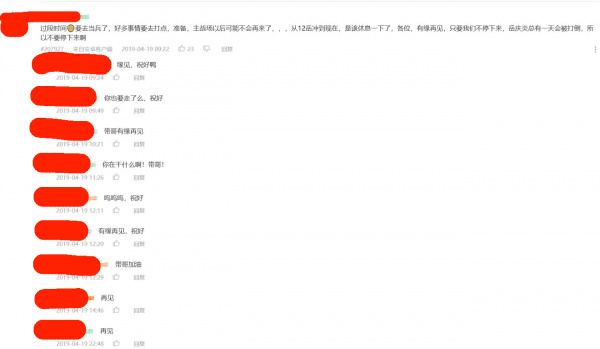 过段时间要去当兵了，好多事情要去打点，准备，主战场以后可能不会再来了，，，从12岳冲到现在，是该休息一下了，各位，有缘再见，只要我们不停下来，岳庆炎总有一天会被打倒，所
以不要停下来啊
#207927 来自安卓客户端 2019-04-19 09:22 23 回复
缘见，祝好鸭
2019-04-19 09:24 回复
你也要走了么，祝好
2019-04-19 09:49 回复
带哥有缘再见
2019-04-19 10:21 回复
你在干什么啊！带哥！
2019-04-19 11:26 回复
呜呜呜，祝好
2019-04-19 12:11 回复
有缘再见，祝好
2019-04-19 12:20 回复
带哥加油
2019-04-19 12:29 回复
再见
2019-04-19 14:46 回复
再见
2019-04-19 22:48 回复